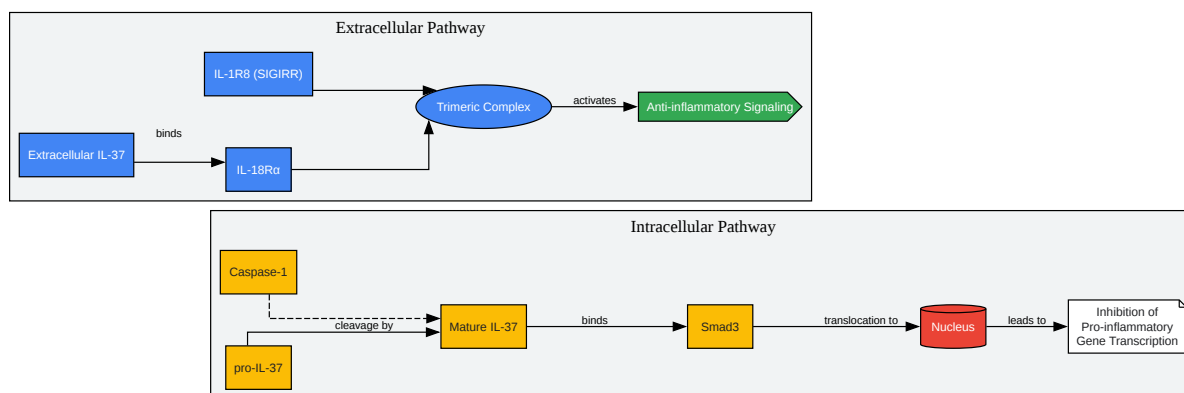 Extracellular Pathway
IL-1R8 (SIGIRR)
Trimeric Complex
activates
Anti-inflammatory Signaling
binds
Extracellular IL-37
IL-18Rα
Intracellular Pathway
Caspase-1
cleavage by
pro-IL-37
Mature IL-37
binds
Smad3
translocation to
Nucleus
leads to
Inhibition of
Pro-inflammatory
Gene Transcription